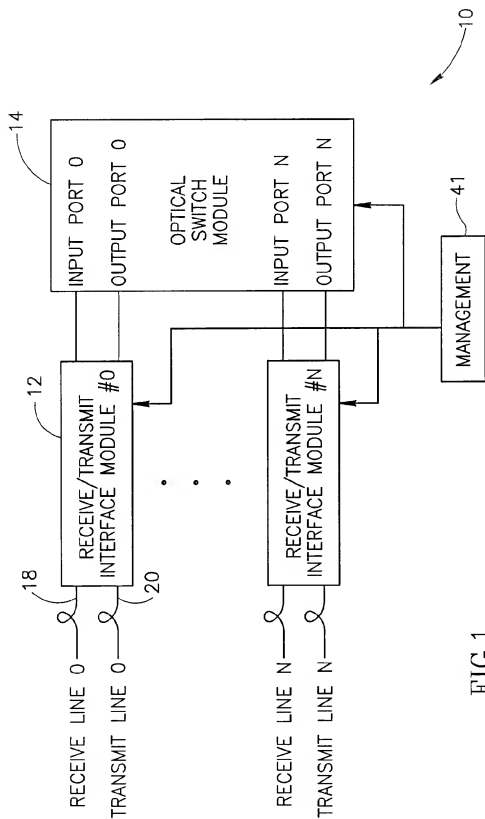 10
14
INPUT PORT 0
OUTPUT PORT 0
OPTICAL
SWITCH
MODULE
INPUT PORT N
OUTPUT PORT N
41
MANAGEMENT
12
RECEIVE/TRANSMIT
INTERFACE MODULE #0
RECEIVE/TRANSMIT
INTERFACE MODULE #N
18
20
RECEIVE LINE 0
TRANSMIT LINE 0
RECEIVE LINE N
TRANSMIT LINE N
FIG.1